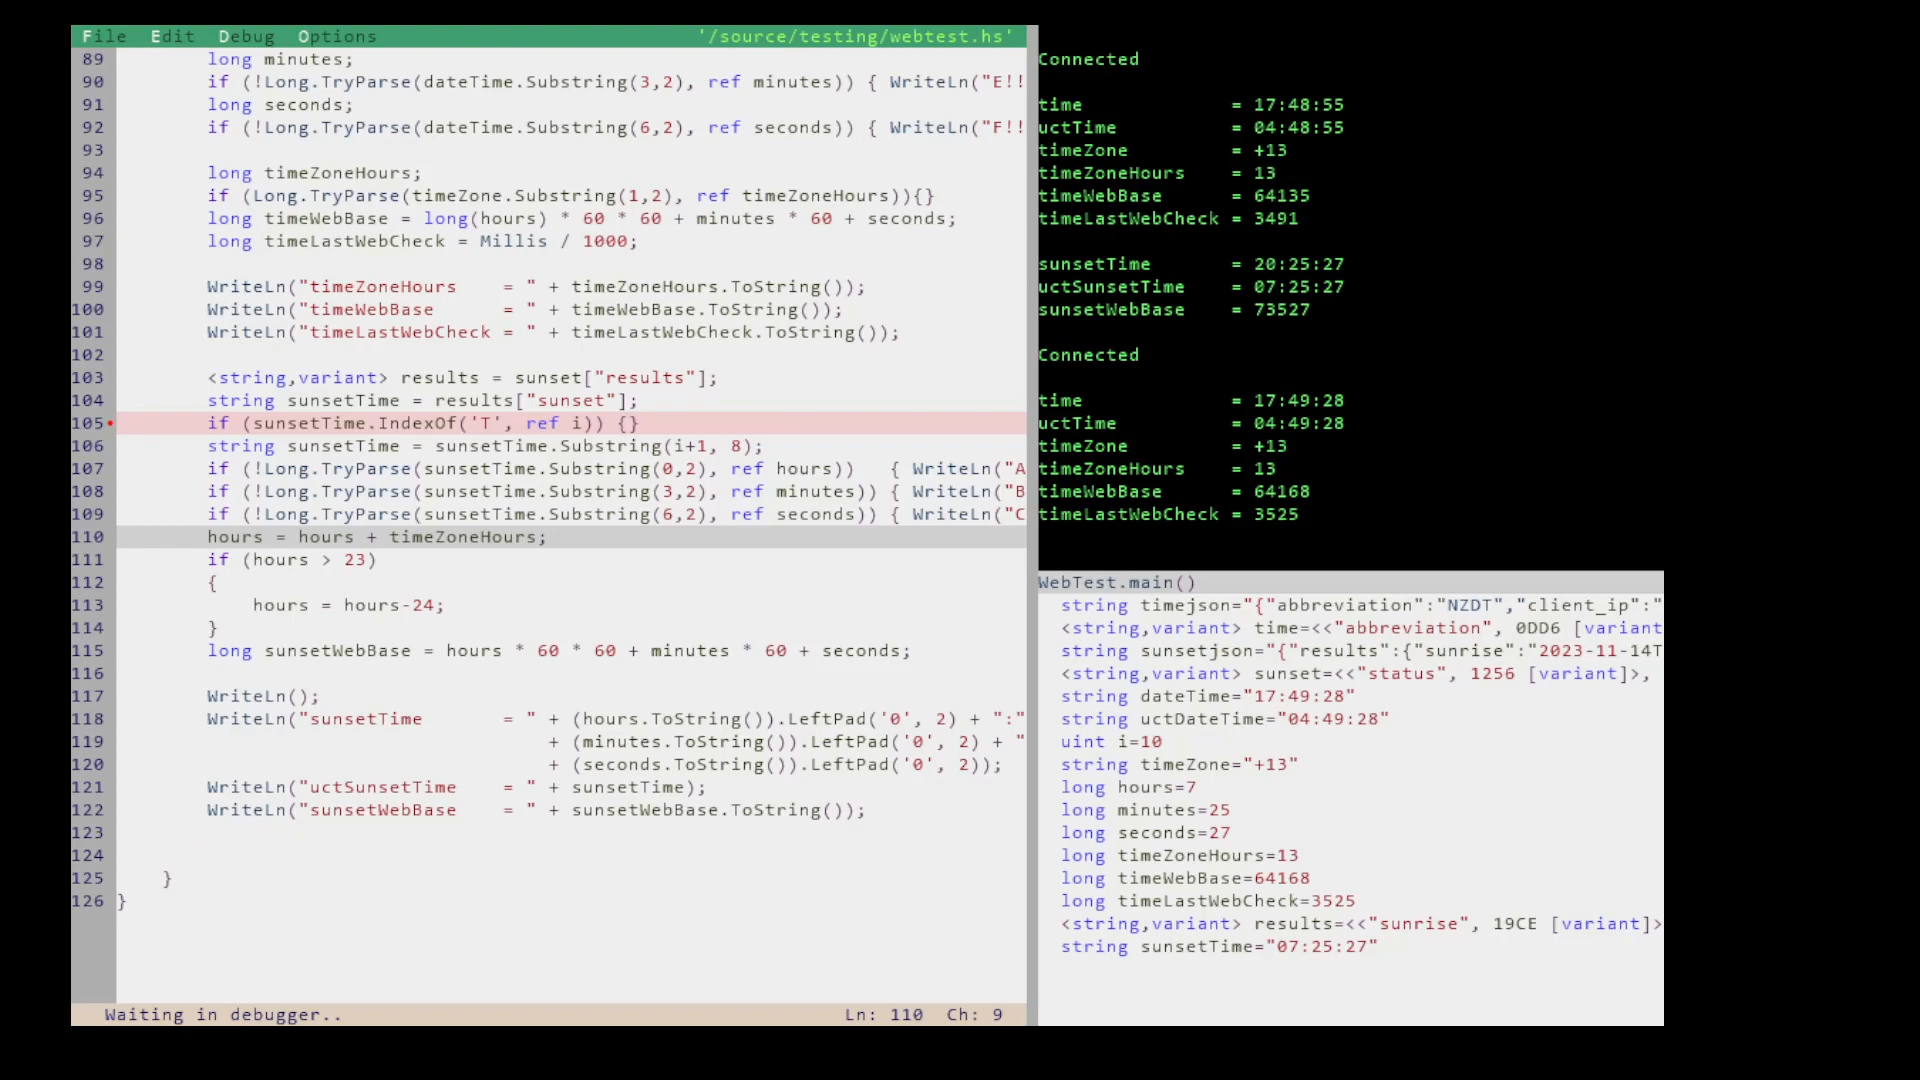 File Edit Debug Options '/source/testing/webtest.hs'
89 long minutes;
90 if (!Long.TryParse(dateTime.Substring(3,2), ref minutes)) { WriteLn("E!!
91 long seconds;
92 if (!Long.TryParse(dateTime.Substring(6,2), ref seconds)) { WriteLn("F!!
93
94 long timeZoneHours;
95 if (Long.TryParse(timeZone.Substring(1,2), ref timeZoneHours)){}
96 long timeWebBase = long(hours) * 60 * 60 + minutes * 60 + seconds;
97 long timeLastWebCheck = Millis / 1000;
98
99 WriteLn("timeZoneHours    = " + timeZoneHours.ToString());
100 WriteLn("timeWebBase      = " + timeWebBase.ToString());
101 WriteLn("timeLastWebCheck = " + timeLastWebCheck.ToString());
102
103 <string,variant> results = sunset["results"];
104 string sunsetTime = results["sunset"];
105 if (sunsetTime.IndexOf('T', ref i)) {}
106 string sunsetTime = sunsetTime.Substring(i+1, 8);
107 if (!Long.TryParse(sunsetTime.Substring(0,2), ref hours))   { WriteLn("A
108 if (!Long.TryParse(sunsetTime.Substring(3,2), ref minutes)) { WriteLn("B
109 if (!Long.TryParse(sunsetTime.Substring(6,2), ref seconds)) { WriteLn("C
110 hours = hours + timeZoneHours;
111 if (hours > 23)
112 {
113 hours = hours-24;
114 }
115 long sunsetWebBase = hours * 60 * 60 + minutes * 60 + seconds;
116
117 WriteLn();
118 WriteLn("sunsetTime       = " + (hours.ToString()).LeftPad('0', 2) + ":"
119 + (minutes.ToString()).LeftPad('0', 2) + "
120 + (seconds.ToString()).LeftPad('0', 2));
121 WriteLn("uctSunsetTime    = " + sunsetTime);
122 WriteLn("sunsetWebBase    = " + sunsetWebBase.ToString());
123
124
125 }
126 }
Waiting in debugger.. Ln: 110 Ch: 9
Connected
time = 17:48:55
uctTime = 04:48:55
timeZone = +13
timeZoneHours = 13
timeWebBase = 64135
timeLastWebCheck = 3491
sunsetTime = 20:25:27
uctSunsetTime = 07:25:27
sunsetWebBase = 73527
Connected
time = 17:49:28
uctTime = 04:49:28
timeZone = +13
timeZoneHours = 13
timeWebBase = 64168
timeLastWebCheck = 3525
WebTest.main()
string timejson="{"abbreviation":"NZDT","client_ip":"
<string,variant> time=<<"abbreviation", 0DD6 [variant
string sunsetjson="{"results":{"sunrise":"2023-11-14T
<string,variant> sunset=<<"status", 1256 [variant]>,
string dateTime="17:49:28"
string uctDateTime="04:49:28"
uint i=10
string timeZone="+13"
long hours=7
long minutes=25
long seconds=27
long timeZoneHours=13
long timeWebBase=64168
long timeLastWebCheck=3525
<string,variant> results=<<"sunrise", 19CE [variant]>
string sunsetTime="07:25:27"